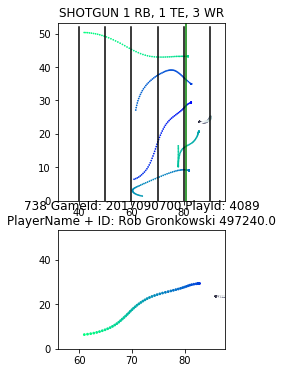 SHOTGUN 1 RB, 1 TE, 3 WR
50
40
30
20
10
0
40 60 80
738 GameId: 2017090700, PlayId: 4089
PlayerName + ID: Rob Gronkowski 497240.0
40
20
0
60 70 80